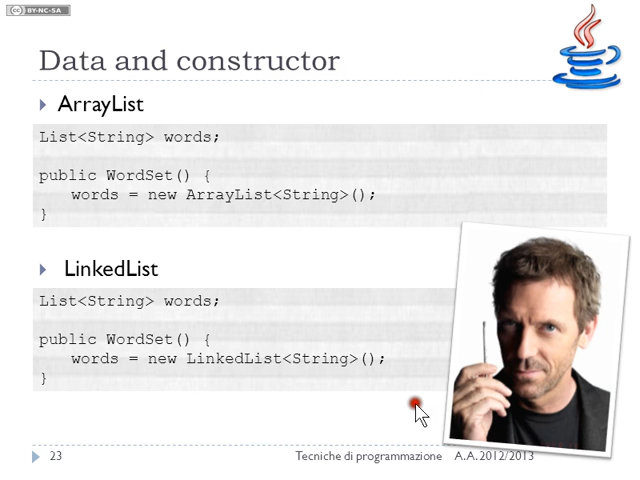 BY-NC-SA
Data and constructor
ArrayList
List<String> words;
public WordSet() {
words = new ArrayList<String>();
}
LinkedList
List<String> words;
public WordSet() {
words = new LinkedList<String>();
}
23 Tecniche di programmazione A.A. 2012/2013